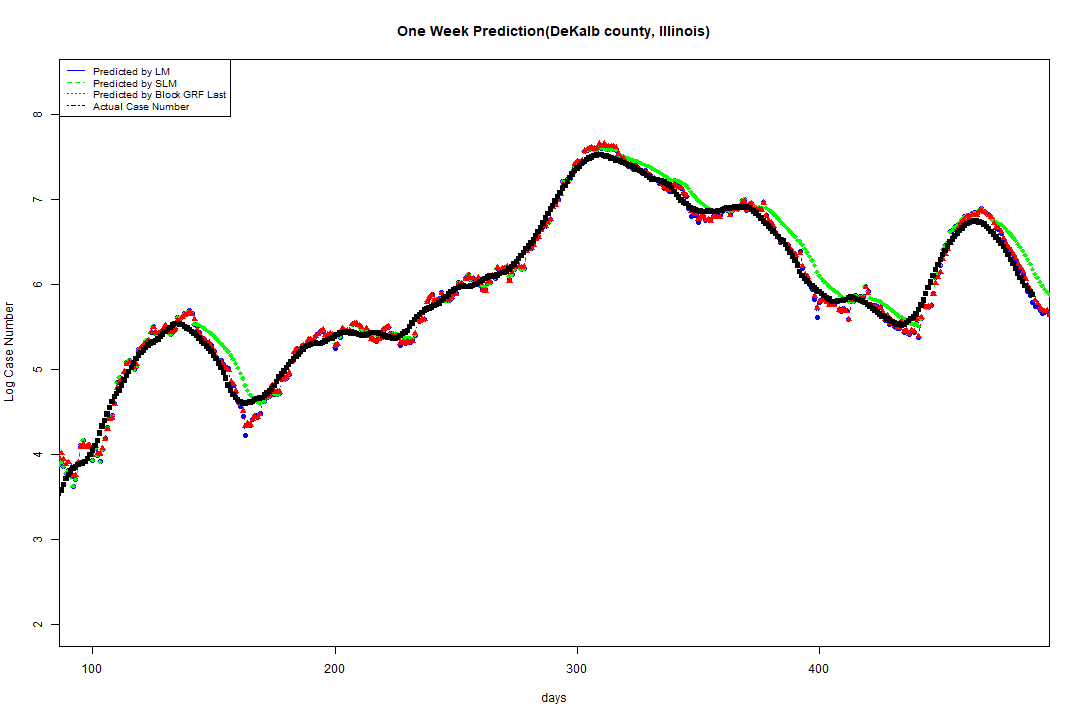 One Week Prediction(DeKalb county, Illinois)
Predicted by LM
Predicted by SLM
Predicted by Block GRF Last
Actual Case Number
8
7
6
5
4
3
2
Log Case Number
100 200 300 400
days